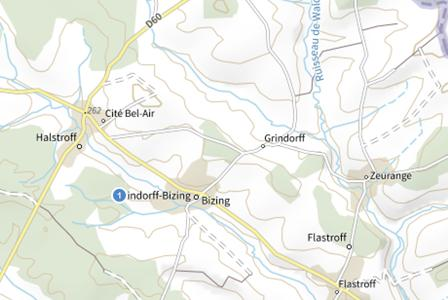 D60
Ruisseau de Wald
262
Cité Bel-Air
Halstroff
Grindorff
Zeurange
1 indorff-Bizing
Bizing
Flastroff
Flastroff